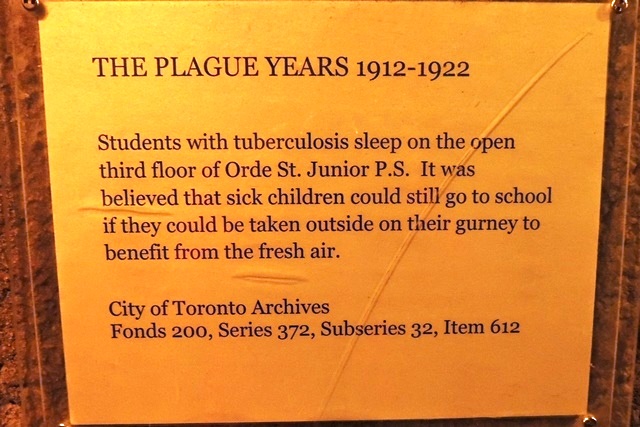 THE PLAGUE YEARS 1912-1922
Students with tuberculosis sleep on the open
third floor of Orde St. Junior P.S. It was
believed that sick children could still go to school
if they could be taken outside on their gurney to
benefit from the fresh air.
City of Toronto Archives
Fonds 200, Series 372, Subseries 32, Item 612